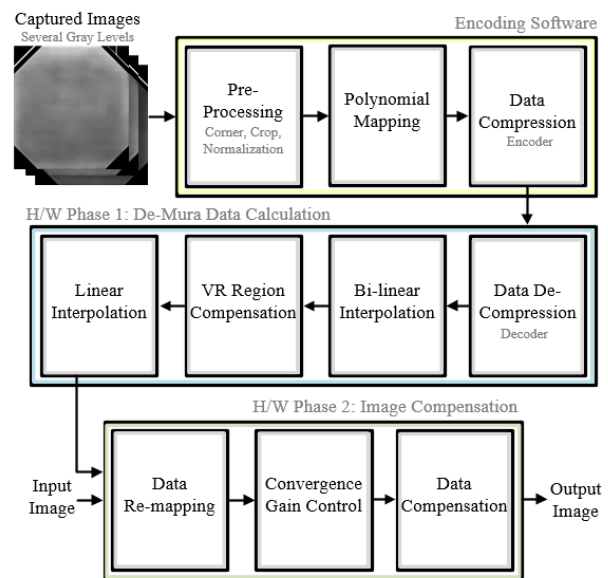 Captured Images
Several Gray Levels
Encoding Software
Pre-
Processing
Corner, Crop,
Normalization
Polynomial
Mapping
Data
Compression
Encoder
H/W Phase 1: De-Mura Data Calculation
Linear
Interpolation
VR Region
Compensation
Bi-linear
Interpolation
Data De-
Compression
Decoder
H/W Phase 2: Image Compensation
Input
Image
Data
Re-mapping
Convergence
Gain Control
Data
Compensation
Output
Image